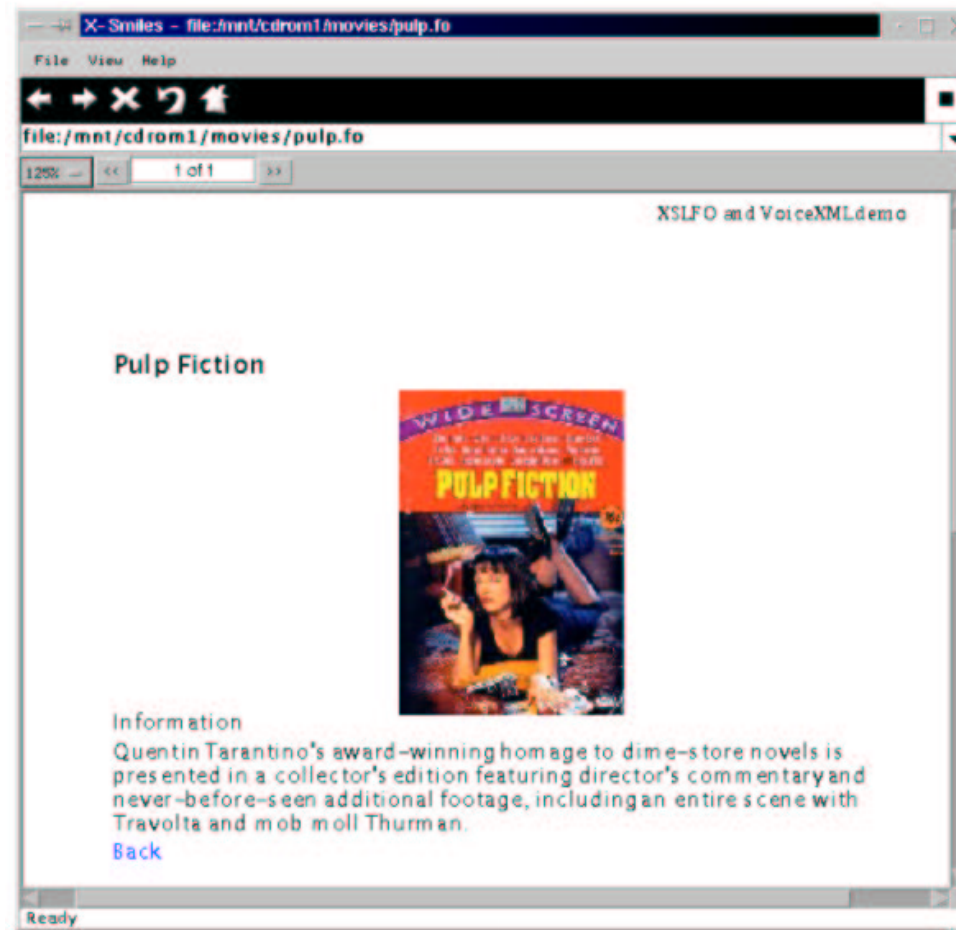 X-Smiles - file:/mnt/cdrom1/movies/pulp.fo
File View Help
file:/mnt/cdrom1/movies/pulp.fo
125% << 1 of 1 >>
XSLFO and VoiceXML demo
Pulp Fiction
WIDE SCREEN
PULP FICTION
Information
Quentin Tarantino's award-winning homage to dime-store novels is
presented in a collector's edition featuring director's commentary and
never-before-seen additional footage, including an entire scene with
Travolta and mob moll Thurman.
Back
Ready